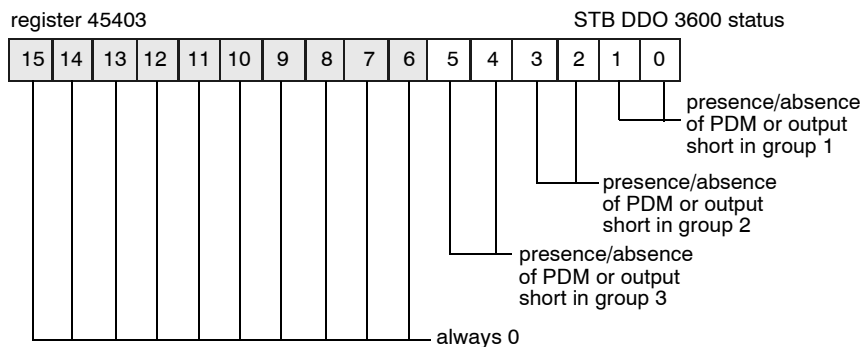 register 45403
STB DDO 3600 status
15 14 13 12 11 10 9 8 7 6 5 4 3 2 1 0
presence/absence
of PDM or output
short in group 1
presence/absence
of PDM or output
short in group 2
presence/absence
of PDM or output
short in group 3
always 0